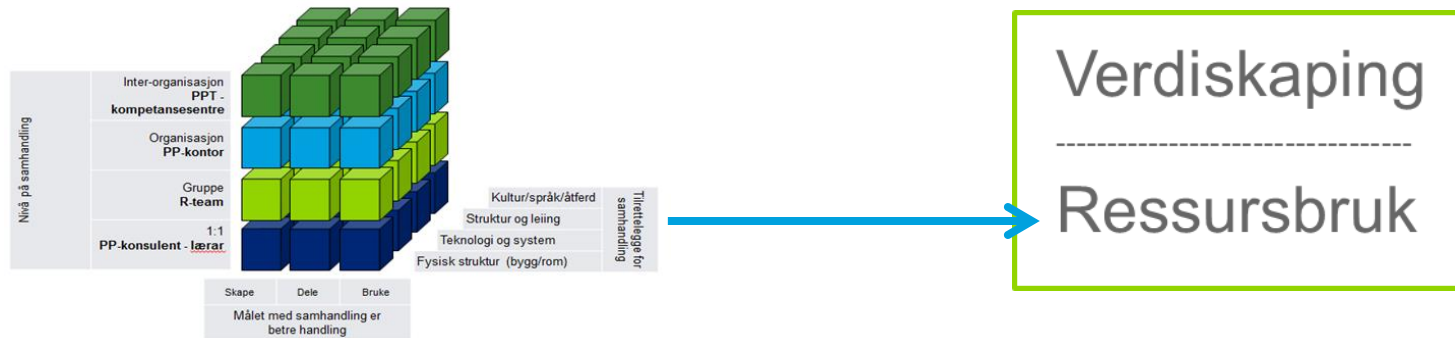 Nivå på samhandling
Inter-organisasjon
PPT -
kompetansesentre
Organisasjon
PP-kontor
Gruppe
R-team
1:1
PP-konsulent - lærar
Kultur/språk/åtferd
Struktur og leiing
Teknologi og system
Fysisk struktur (bygg/rom)
Tilrettelegge for
samhandling
Skape Dele Bruke
Målet med samhandling er
betre handling
Verdiskaping
----------------------------------
Ressursbruk